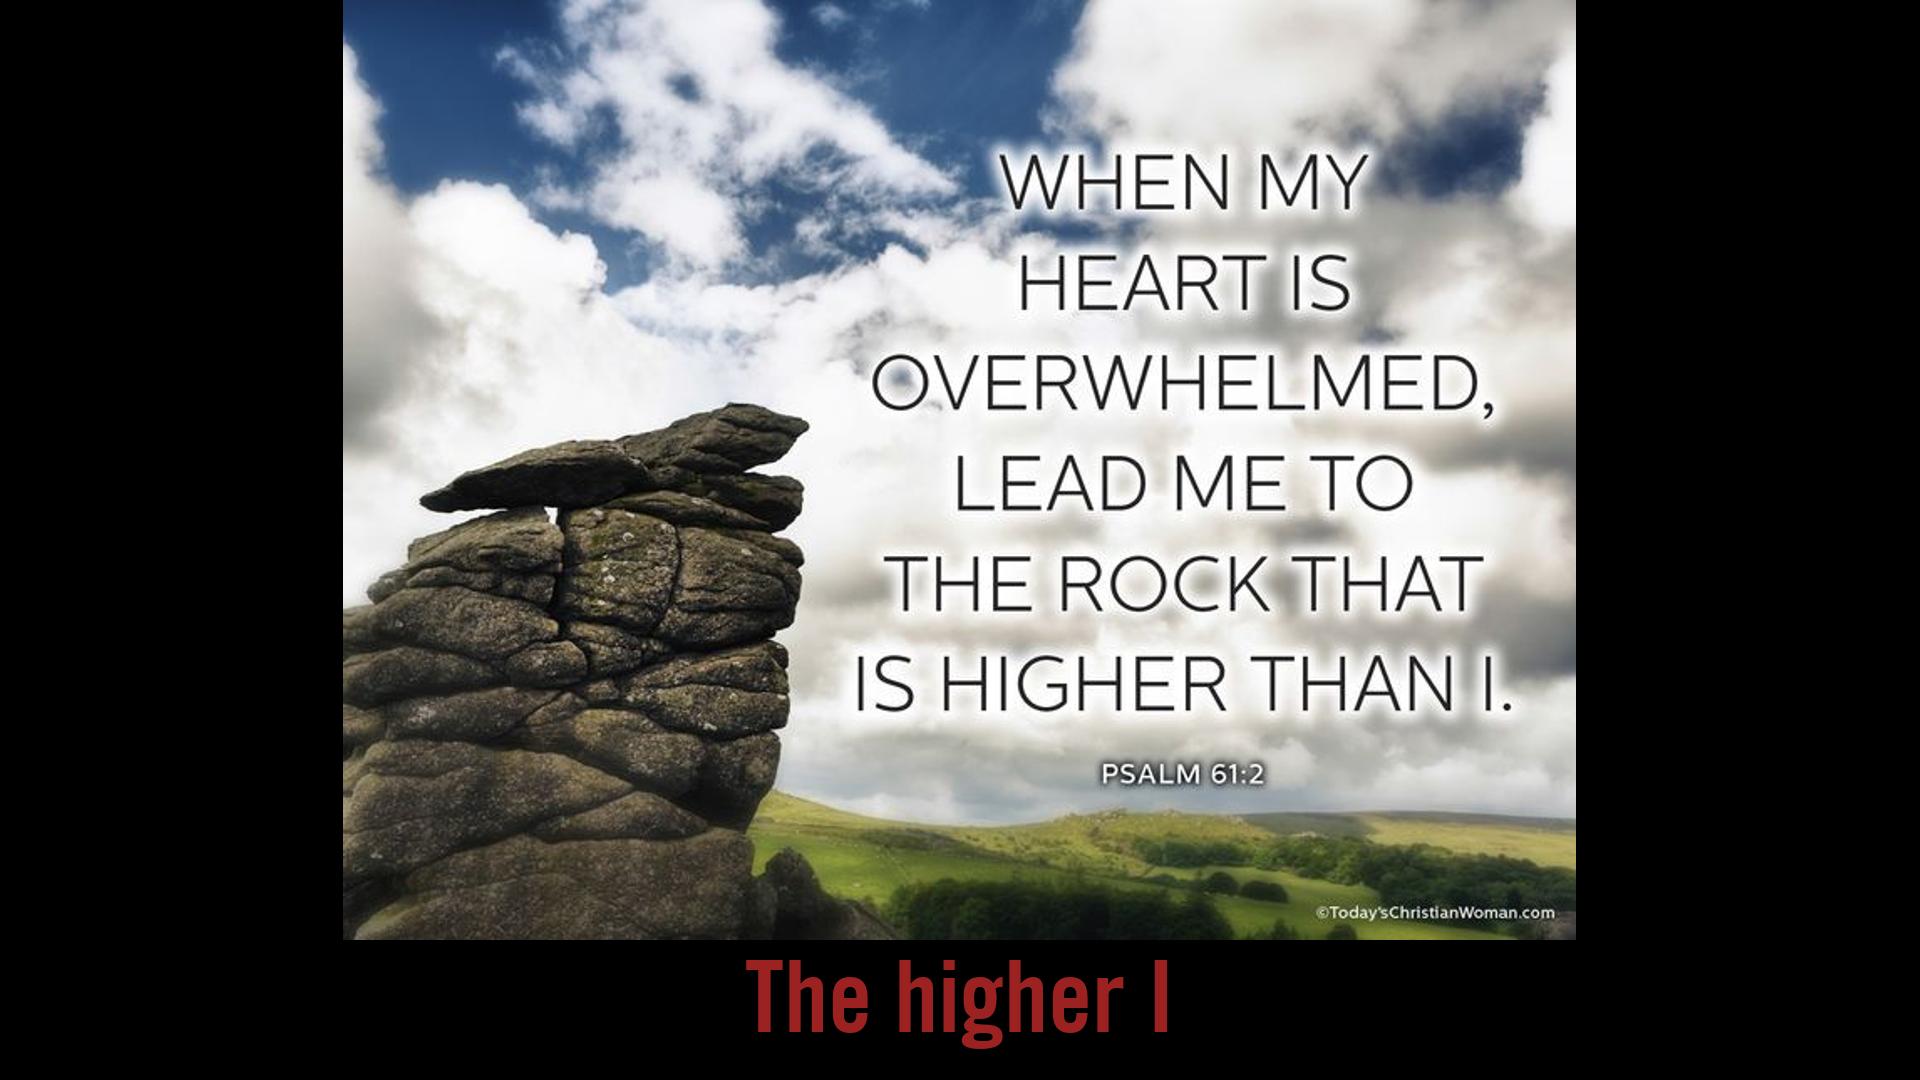 WHEN MY
HEART IS
OVERWHELMED,
LEAD ME TO
THE ROCK THAT
IS HIGHER THAN I.
PSALM 61:2
©Today'sChristianWoman.com
The higher I